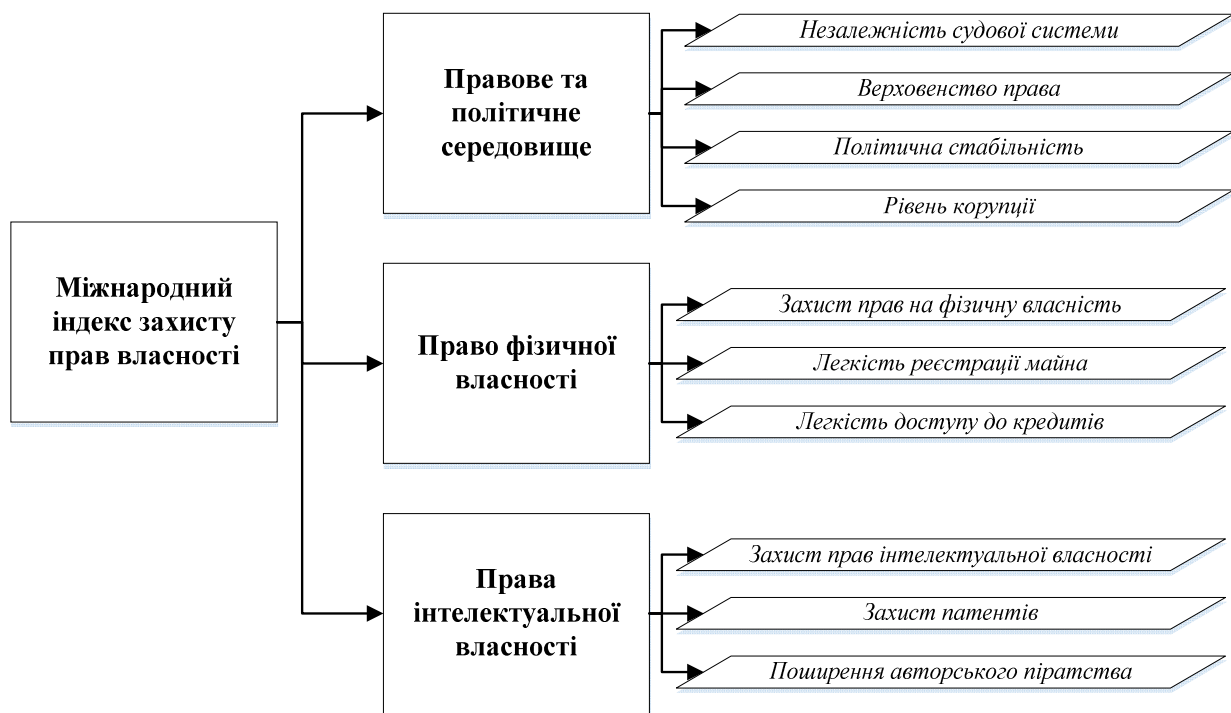 Міжнародний
індекс захисту
прав власності
Правове та
політичне
середовище
Незалежність судової системи
Верховенство права
Політична стабільність
Рівень корупції
Право фізичної
власності
Захист прав на фізичну власність
Легкість реєстрації майна
Легкість доступу до кредитів
Права
інтелектуальної
власності
Захист прав інтелектуальної власності
Захист патентів
Поширення авторського піратства